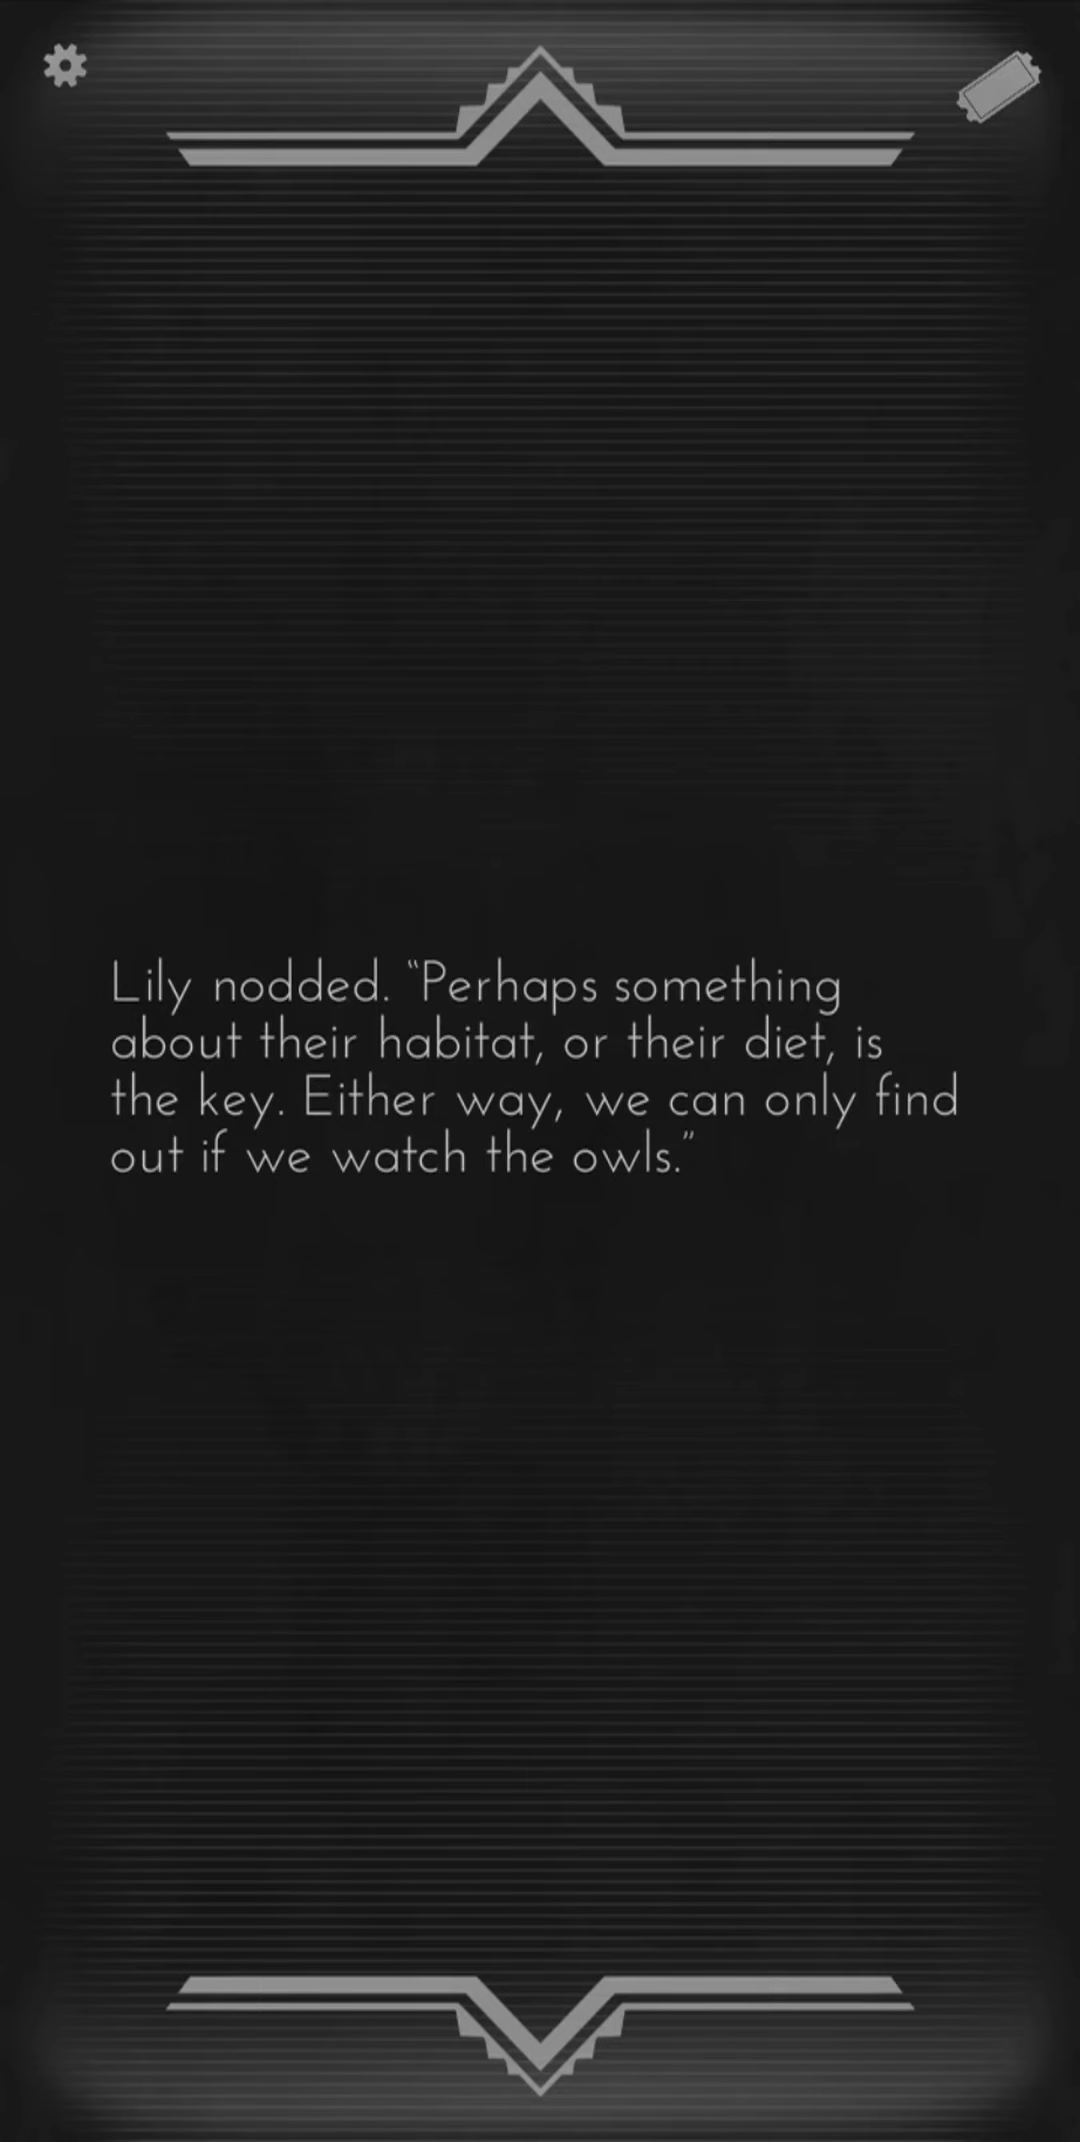 Lily nodded. “Perhaps something
about their habitat, or their diet, is
the key. Either way, we can only find
out if we watch the owls.”